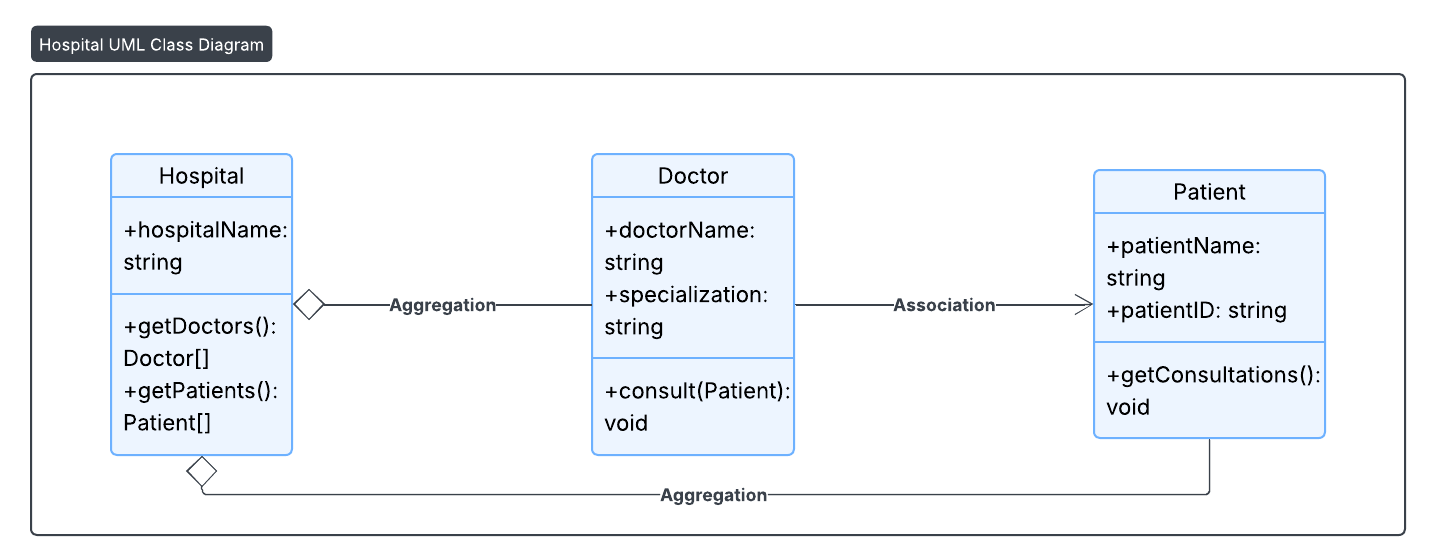 Hospital UML Class Diagram
Hospital
+hospitalName:
string
+getDoctors():
Doctor[]
+getPatients():
Patient[]
Aggregation
Doctor
+doctorName:
string
+specialization:
string
+consult(Patient):
void
Association
Patient
+patientName:
string
+patientID: string
+getConsultations():
void
Aggregation